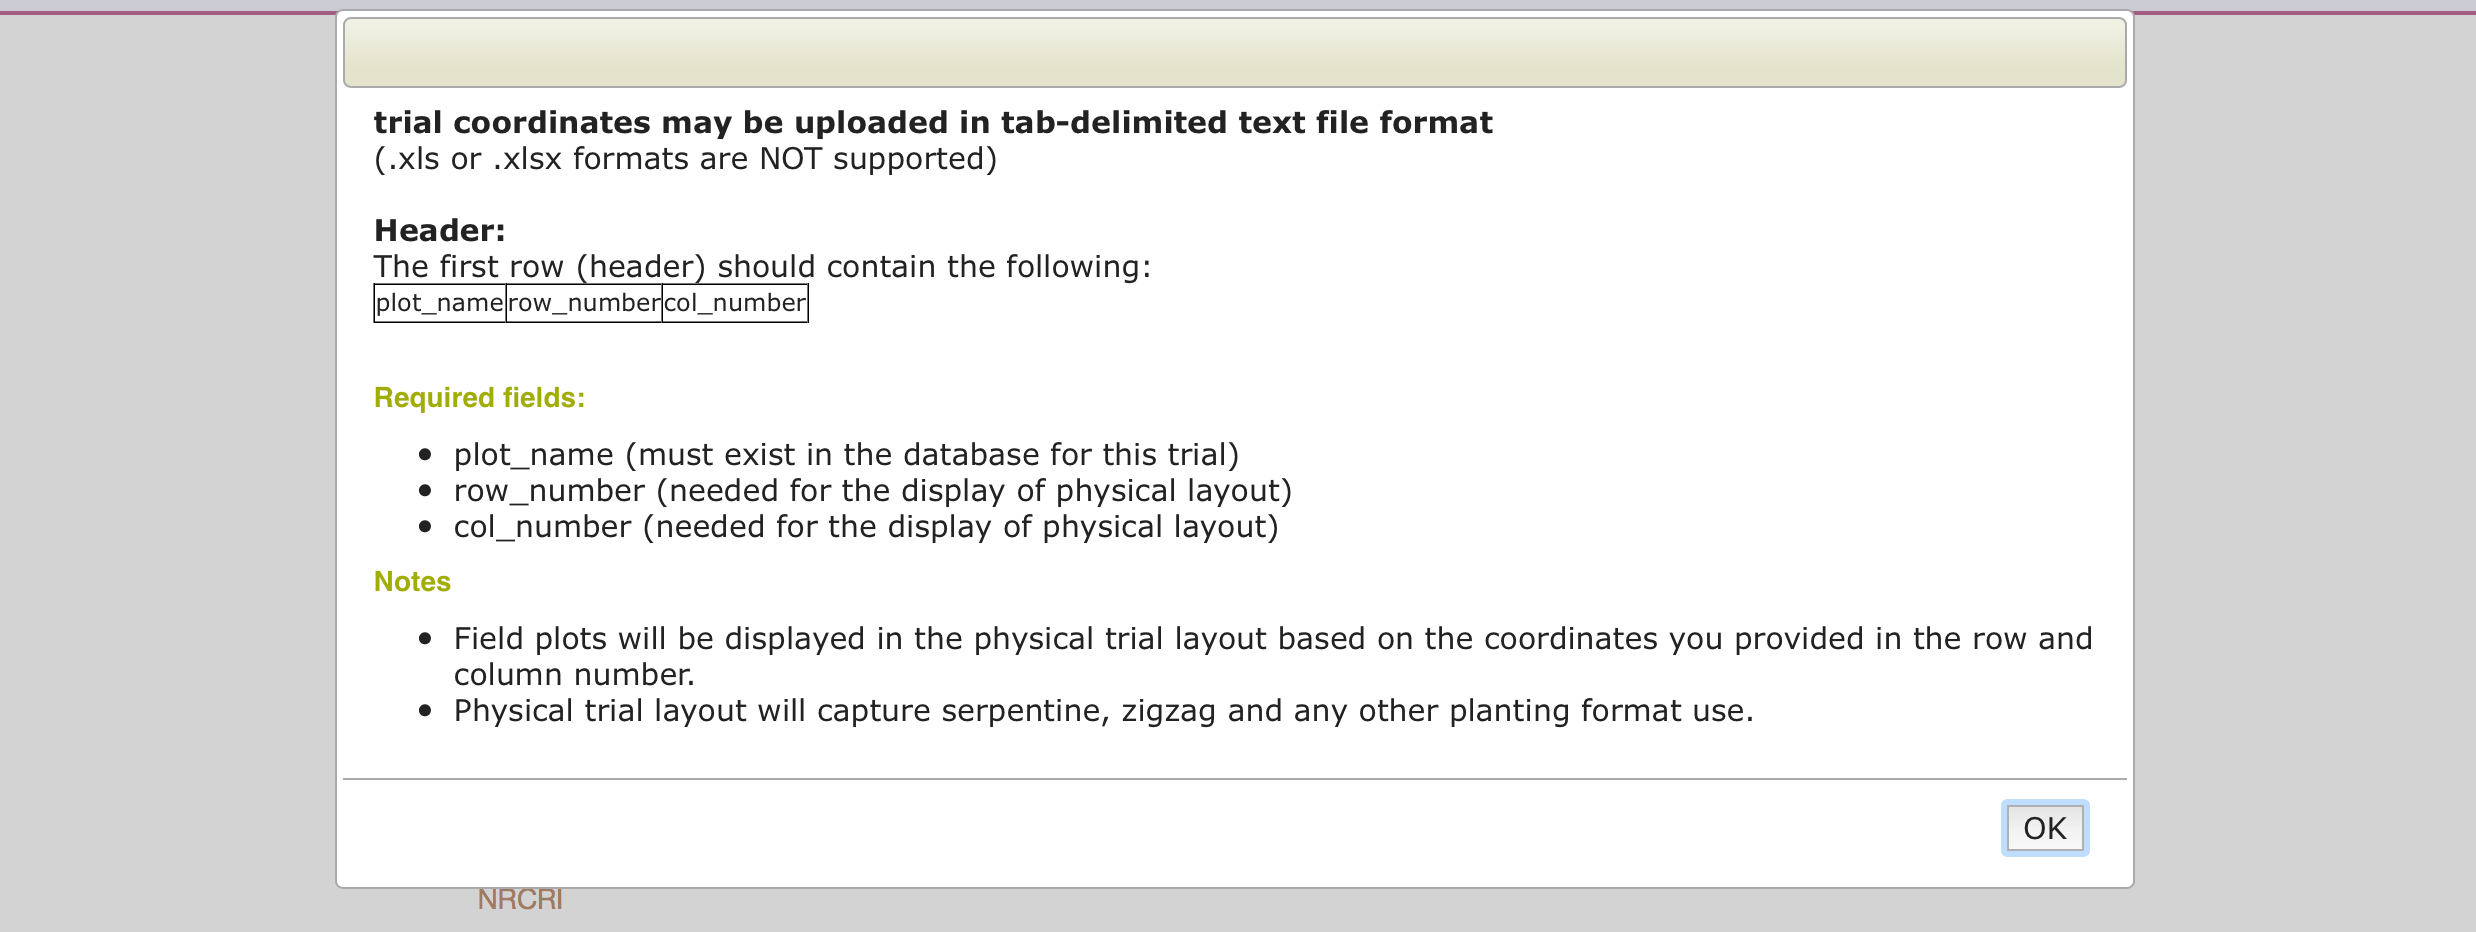 trial coordinates may be uploaded in tab-delimited text file format
(.xls or .xlsx formats are NOT supported)
Header:
The first row (header) should contain the following:
plot_name row_number col_number
Required fields:
• plot_name (must exist in the database for this trial)
• row_number (needed for the display of physical layout)
• col_number (needed for the display of physical layout)
Notes
• Field plots will be displayed in the physical trial layout based on the coordinates you provided in the row and
column number.
• Physical trial layout will capture serpentine, zigzag and any other planting format use.
OK
NRCRI